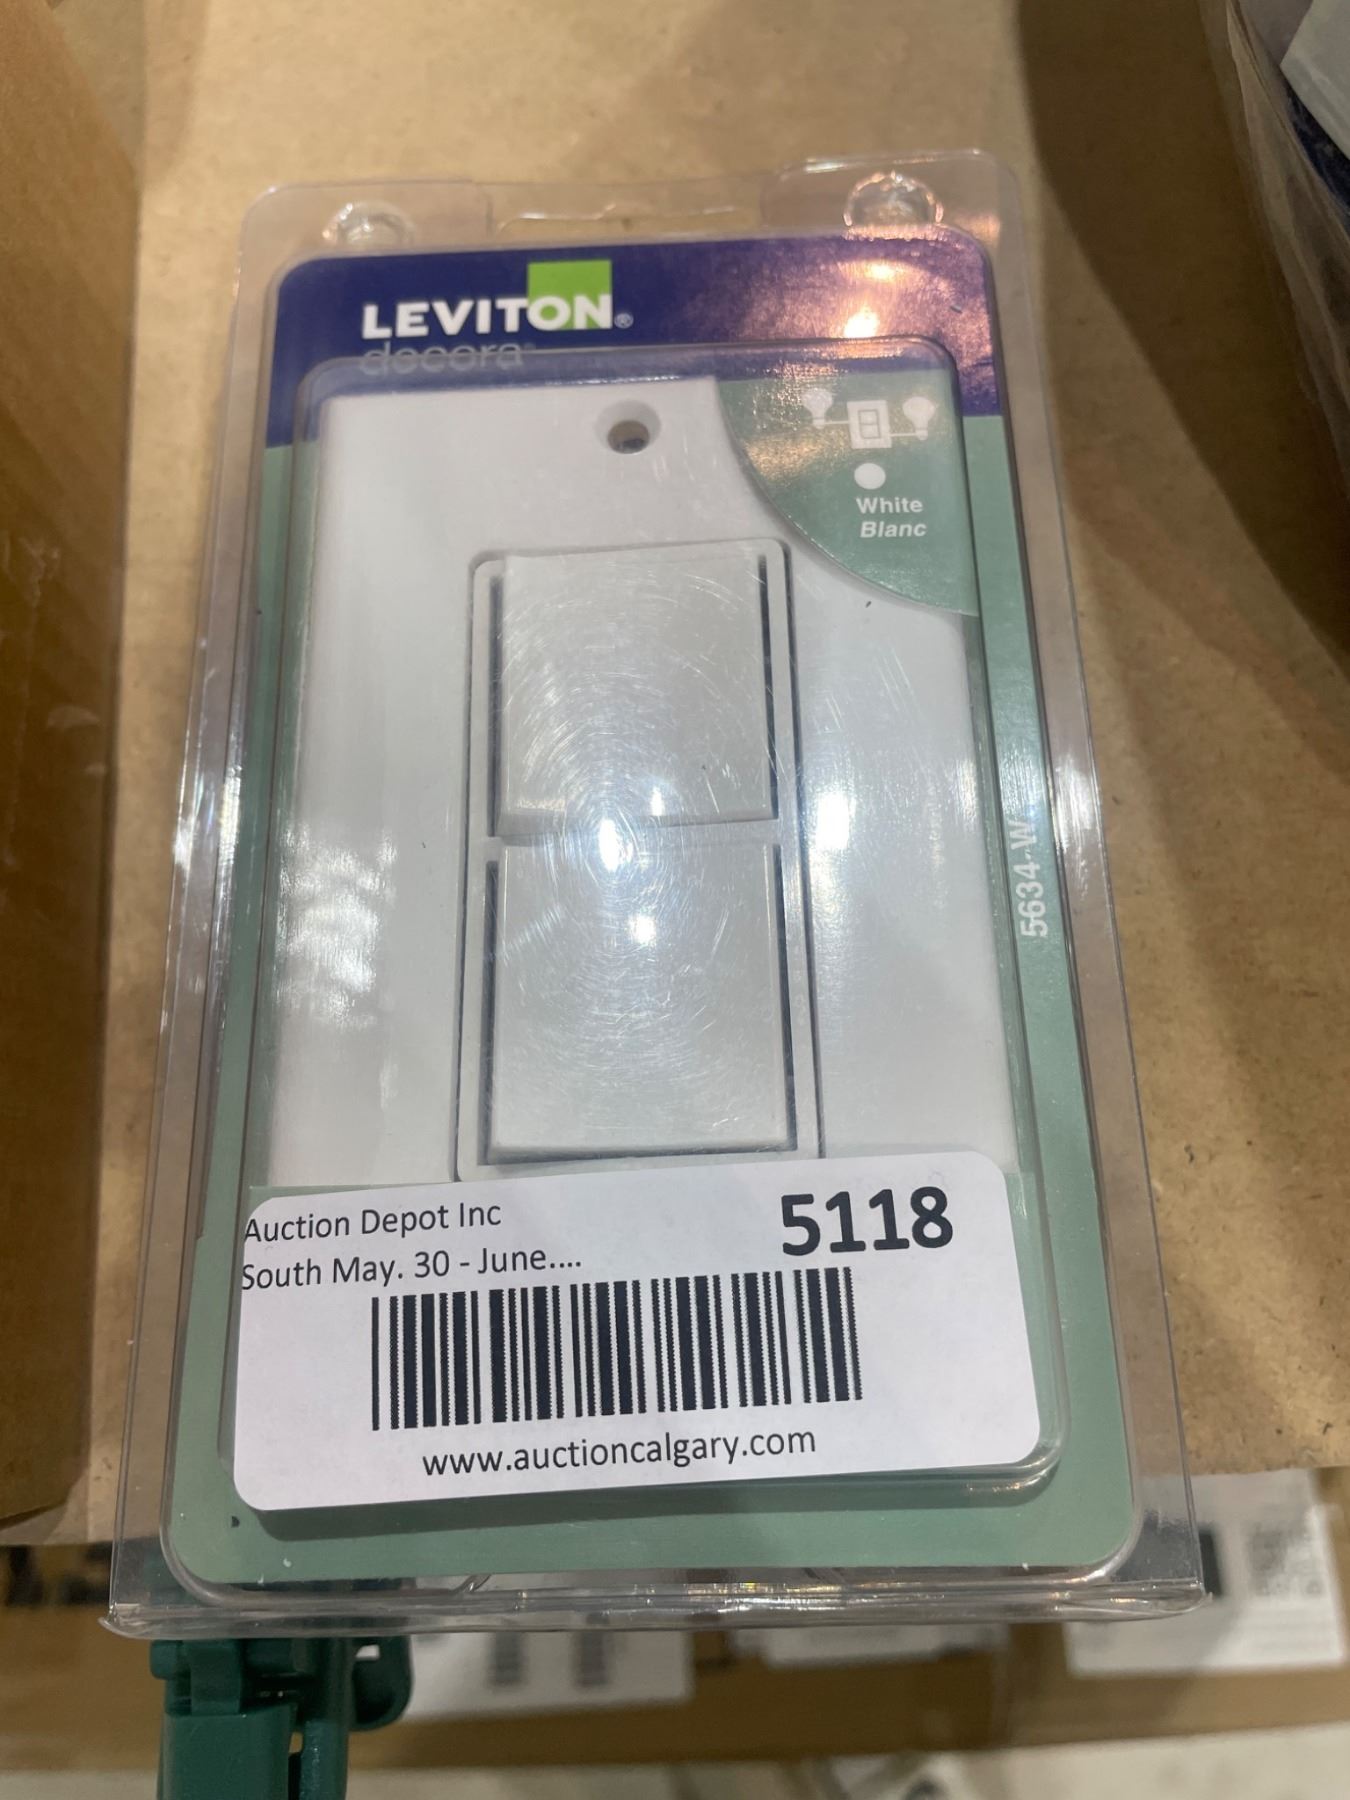 LEVITON®
decora®
White
Blanc
5634-W
Auction Depot Inc
5118
South May. 30 - June....
www.auctioncalgary.com